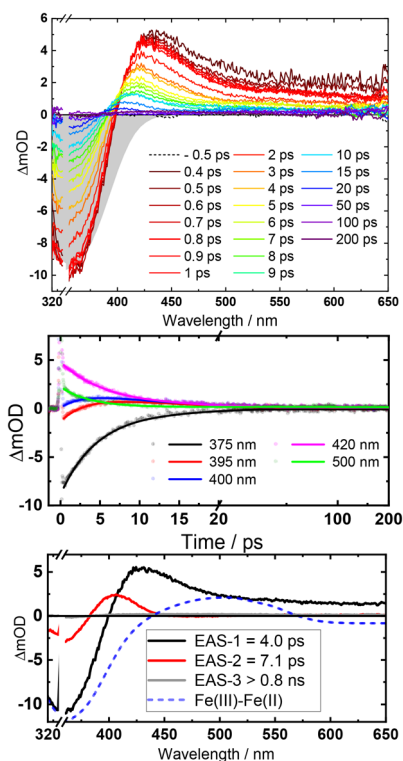 6
4
2
0
-2
-4
-6
-8
-10
ΔmOD
- 0.5 ps
0.4 ps
0.5 ps
0.6 ps
0.7 ps
0.8 ps
0.9 ps
1 ps
2 ps
3 ps
4 ps
5 ps
6 ps
7 ps
8 ps
9 ps
10 ps
15 ps
20 ps
50 ps
100 ps
200 ps
320 400 450 500 550 600 650
Wavelength / nm
5
0
-5
-10
ΔmOD
375 nm
395 nm
400 nm
420 nm
500 nm
0 5 10 15 20 100 200
Time / ps
5
0
-5
-10
ΔmOD
EAS-1 = 4.0 ps
EAS-2 = 7.1 ps
EAS-3 > 0.8 ns
Fe(III)-Fe(II)
320 400 450 500 550 600 650
Wavelength / nm